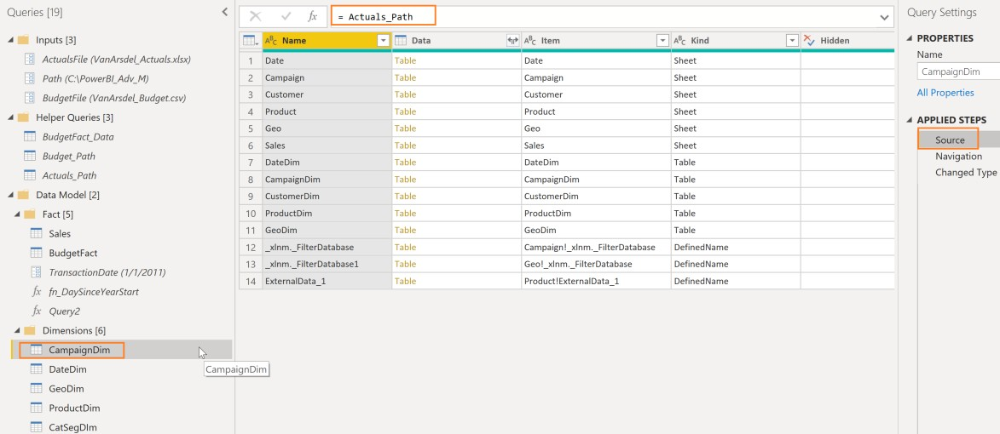 Queries [19]
Inputs [3]
ActualsFile (VanArsdel_Actuals.xlsx)
Path (C:\PowerBI_Adv_M)
BudgetFile (VanArsdel_Budget.csv)
Helper Queries [3]
BudgetFact_Data
Budget_Path
Actuals_Path
Data Model [2]
Fact [5]
Sales
BudgetFact
TransactionDate (1/1/2011)
fx fn_DaySinceYearStart
fx Query2
Dimensions [6]
CampaignDim
CampaignDim
DateDim
GeoDim
ProductDim
CatSegDIm
fx = Actuals_Path
ABC Name Data ABC Item ABC Kind Hidden
1 Date Table Date Sheet
2 Campaign Table Campaign Sheet
3 Customer Table Customer Sheet
4 Product Table Product Sheet
5 Geo Table Geo Sheet
6 Sales Table Sales Sheet
7 DateDim Table DateDim Table
8 CampaignDim Table CampaignDim Table
9 CustomerDim Table CustomerDim Table
10 ProductDim Table ProductDim Table
11 GeoDim Table GeoDim Table
12 _xlnm._FilterDatabase Table Campaign!_xlnm._FilterDatabase DefinedName
13 _xlnm._FilterDatabase1 Table Geo!_xlnm._FilterDatabase DefinedName
14 ExternalData_1 Table Product!ExternalData_1 DefinedName
Query Settings
PROPERTIES
Name
CampaignDim
All Properties
APPLIED STEPS
Source
Navigation
Changed Type